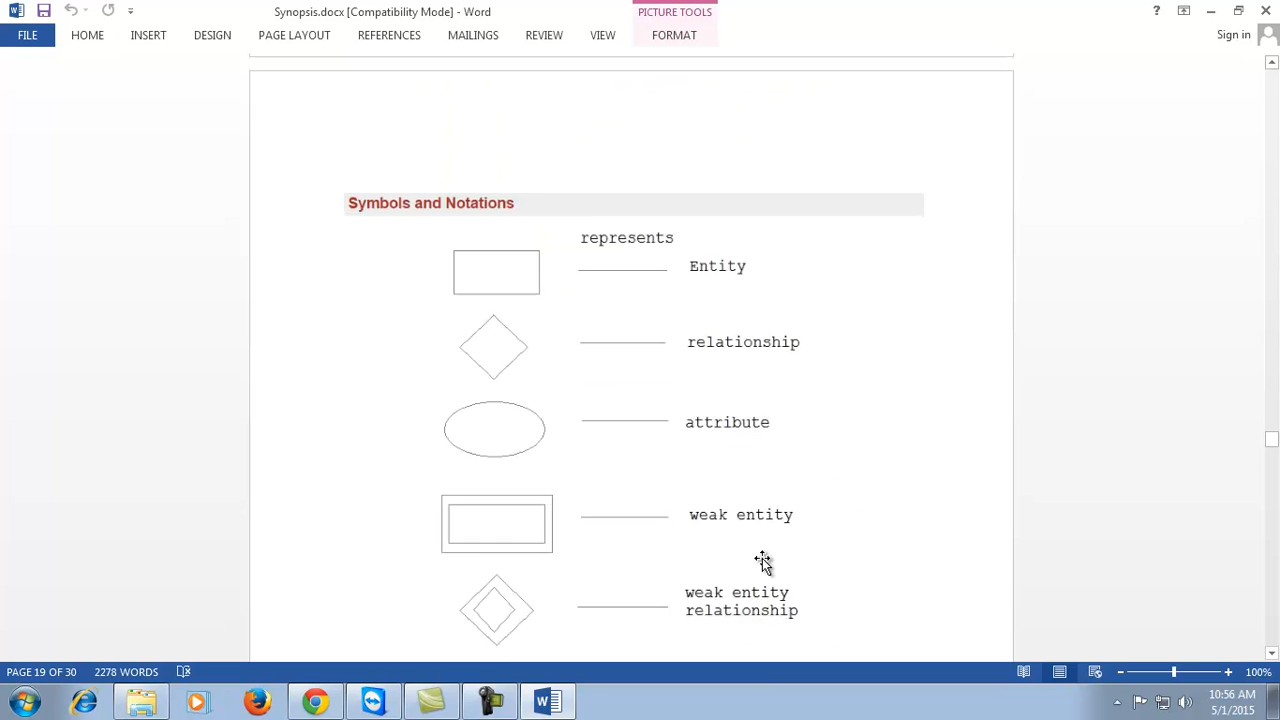 Synopsis.docx [Compatibility Mode] - Word
PICTURE TOOLS
?
FILE
HOME
INSERT
DESIGN
PAGE LAYOUT
REFERENCES
MAILINGS
REVIEW
VIEW
FORMAT
Sign in
Symbols and Notations
represents
Entity
relationship
attribute
weak entity
weak entity
relationship
PAGE 19 OF 30
2278 WORDS
100%
10:56 AM
5/1/2015